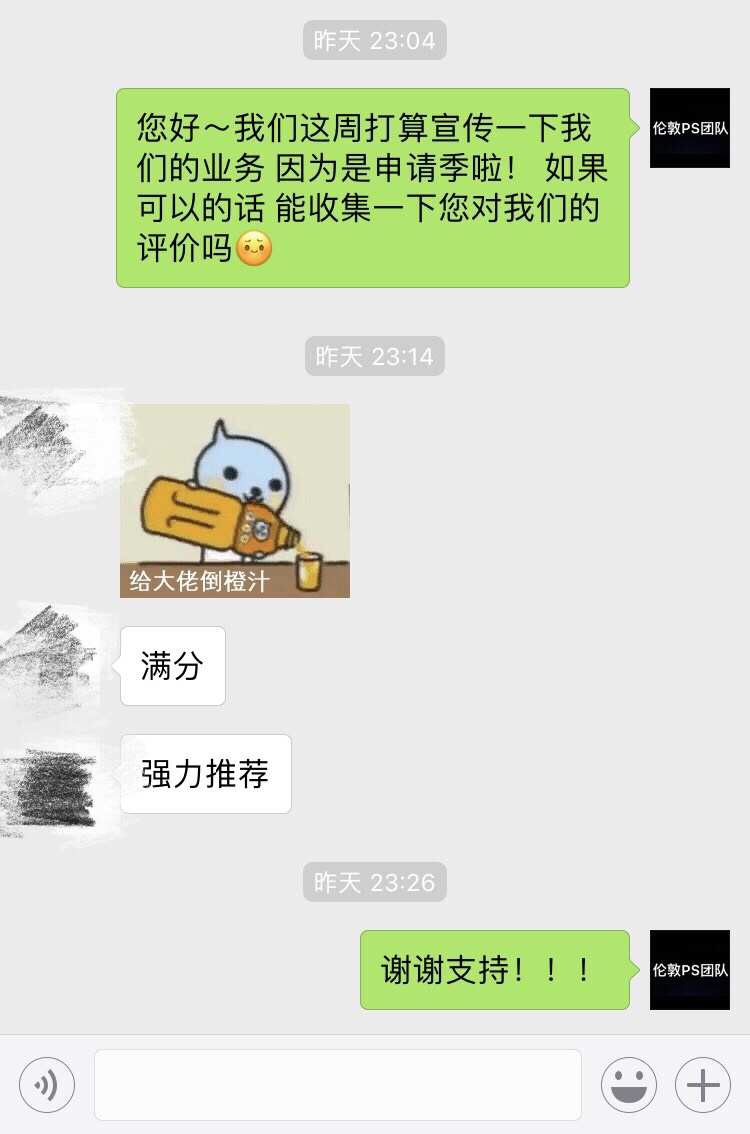 昨天 23:04
您好～我们这周打算宣传一下我
们的业务 因为是申请季啦！ 如果
可以的话 能收集一下您对我们的
评价吗
伦敦PS团队
昨天 23:14
给大佬倒橙汁
满分
强力推荐
昨天 23:26
谢谢支持！！！
伦敦PS团队